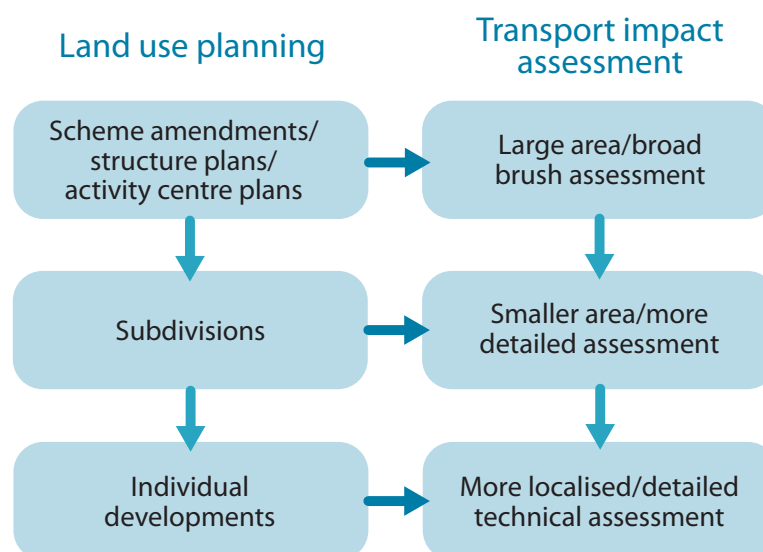 Land use planning
Transport impact
assessment
Scheme amendments/
structure plans/
activity centre plans
Large area/broad
brush assessment
Subdivisions
Smaller area/more
detailed assessment
Individual
developments
More localised/detailed
technical assessment